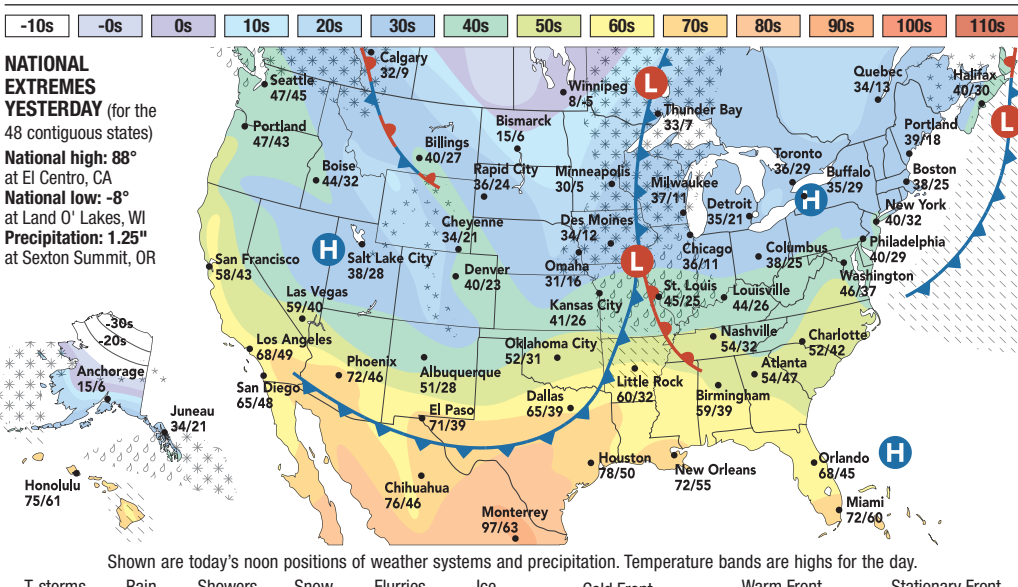 -10s -0s 0s 10s 20s 30s 40s 50s 60s 70s 80s 90s 100s 110s
NATIONAL
EXTREMES
YESTERDAY (for the
48 contiguous states)
National high: 88°
at El Centro, CA
National low: -8°
at Land O' Lakes, WI
Precipitation: 1.25"
at Sexton Summit, OR
Calgary
32/9
Seattle
47/45
Winnipeg
8/-5
Quebec
34/13
Halifax
40/30
L
Thunder Bay
33/7
Portland
47/43
Bismarck
15/6
Portland
39/18
L
Billings
40/27
Boise
44/32
Rapid City
36/24
Minneapolis
30/5
Milwaukee
37/11
Toronto
36/29
Buffalo
35/29
H
Boston
38/25
Detroit
35/21
New York
40/32
Cheyenne
34/21
Des Moines
34/12
Philadelphia
40/29
H
Salt Lake City
38/28
San Francisco
58/43
Denver
40/23
Omaha
31/16
L
Chicago
36/11
Columbus
38/25
Washington
46/37
Las Vegas
59/40
Kansas City
41/26
St. Louis
45/25
Louisville
44/26
-30s
-20s
Los Angeles
68/49
Phoenix
72/46
Albuquerque
51/28
Oklahoma City
52/31
Nashville
54/32
Charlotte
52/42
Anchorage
15/6
San Diego
65/48
Little Rock
60/32
Atlanta
54/47
Birmingham
59/39
Juneau
34/21
El Paso
71/39
Dallas
65/39
Honolulu
75/61
Chihuahua
76/46
Houston
78/50
New Orleans
72/55
Orlando
68/45
H
Monterrey
97/63
Miami
72/60
Shown are today's noon positions of weather systems and precipitation. Temperature bands are highs for the day.
T-storms Rain Showers Snow Flurries Ice Cold Front Warm Front Stationary Front